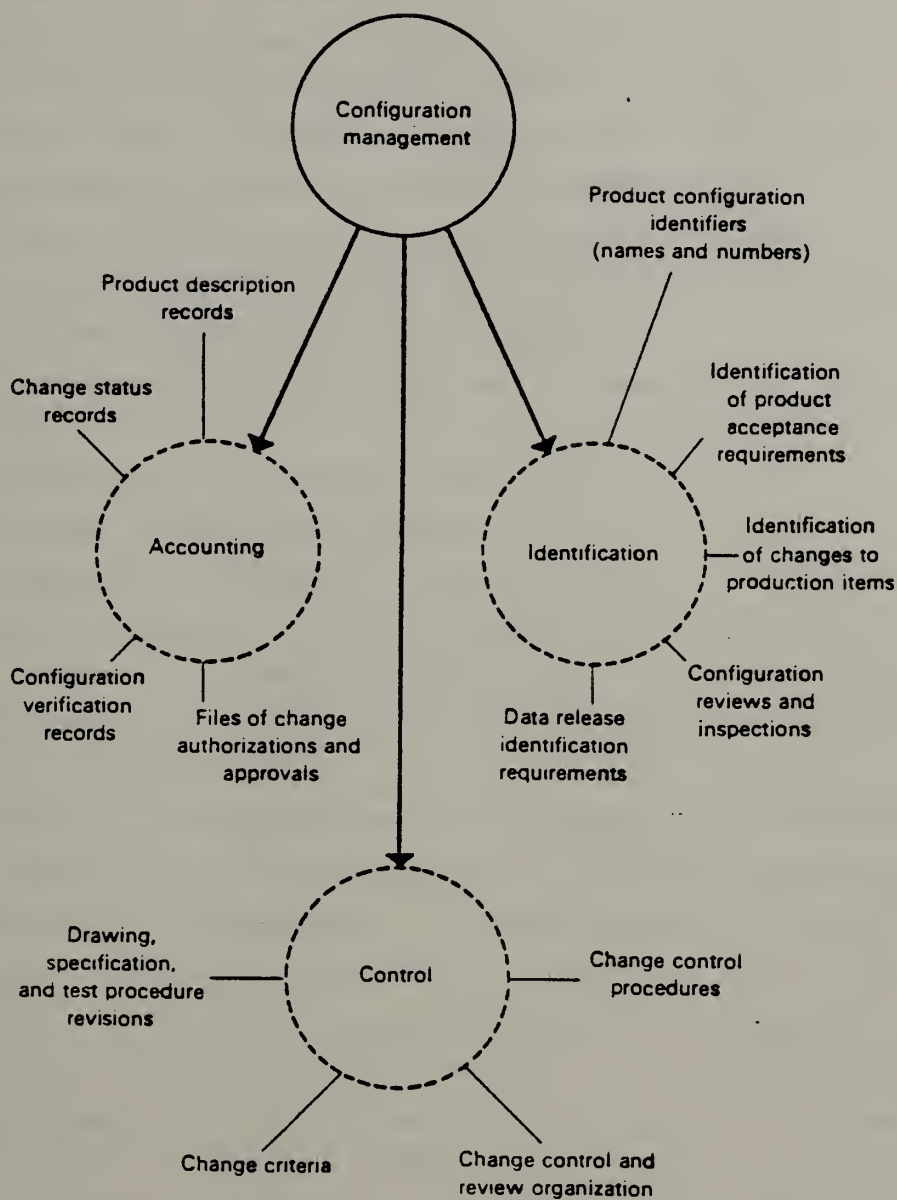 Configuration
management
Product configuration
identifiers
(names and numbers)
Product description
records
Change status
records
Identification
of product
acceptance
requirements
Accounting
Identification
Identification
of changes to
production items
Configuration
verification
records
Files of change
authorizations and
approvals
Data release
identification
requirements
Configuration
reviews and
inspections
Drawing,
specification,
and test procedure
revisions
Control
Change control
procedures
Change criteria
Change control and
review organization